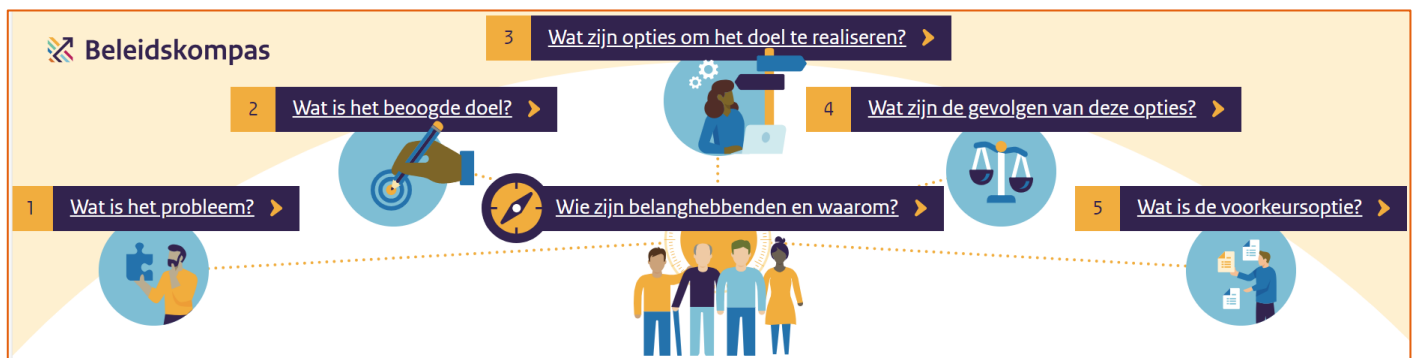 Beleidskompas
1 Wat is het probleem?
2 Wat is het beoogde doel?
3 Wat zijn opties om het doel te realiseren?
4 Wat zijn de gevolgen van deze opties?
5 Wat is de voorkeursoptie?
Wie zijn belanghebbenden en waarom?